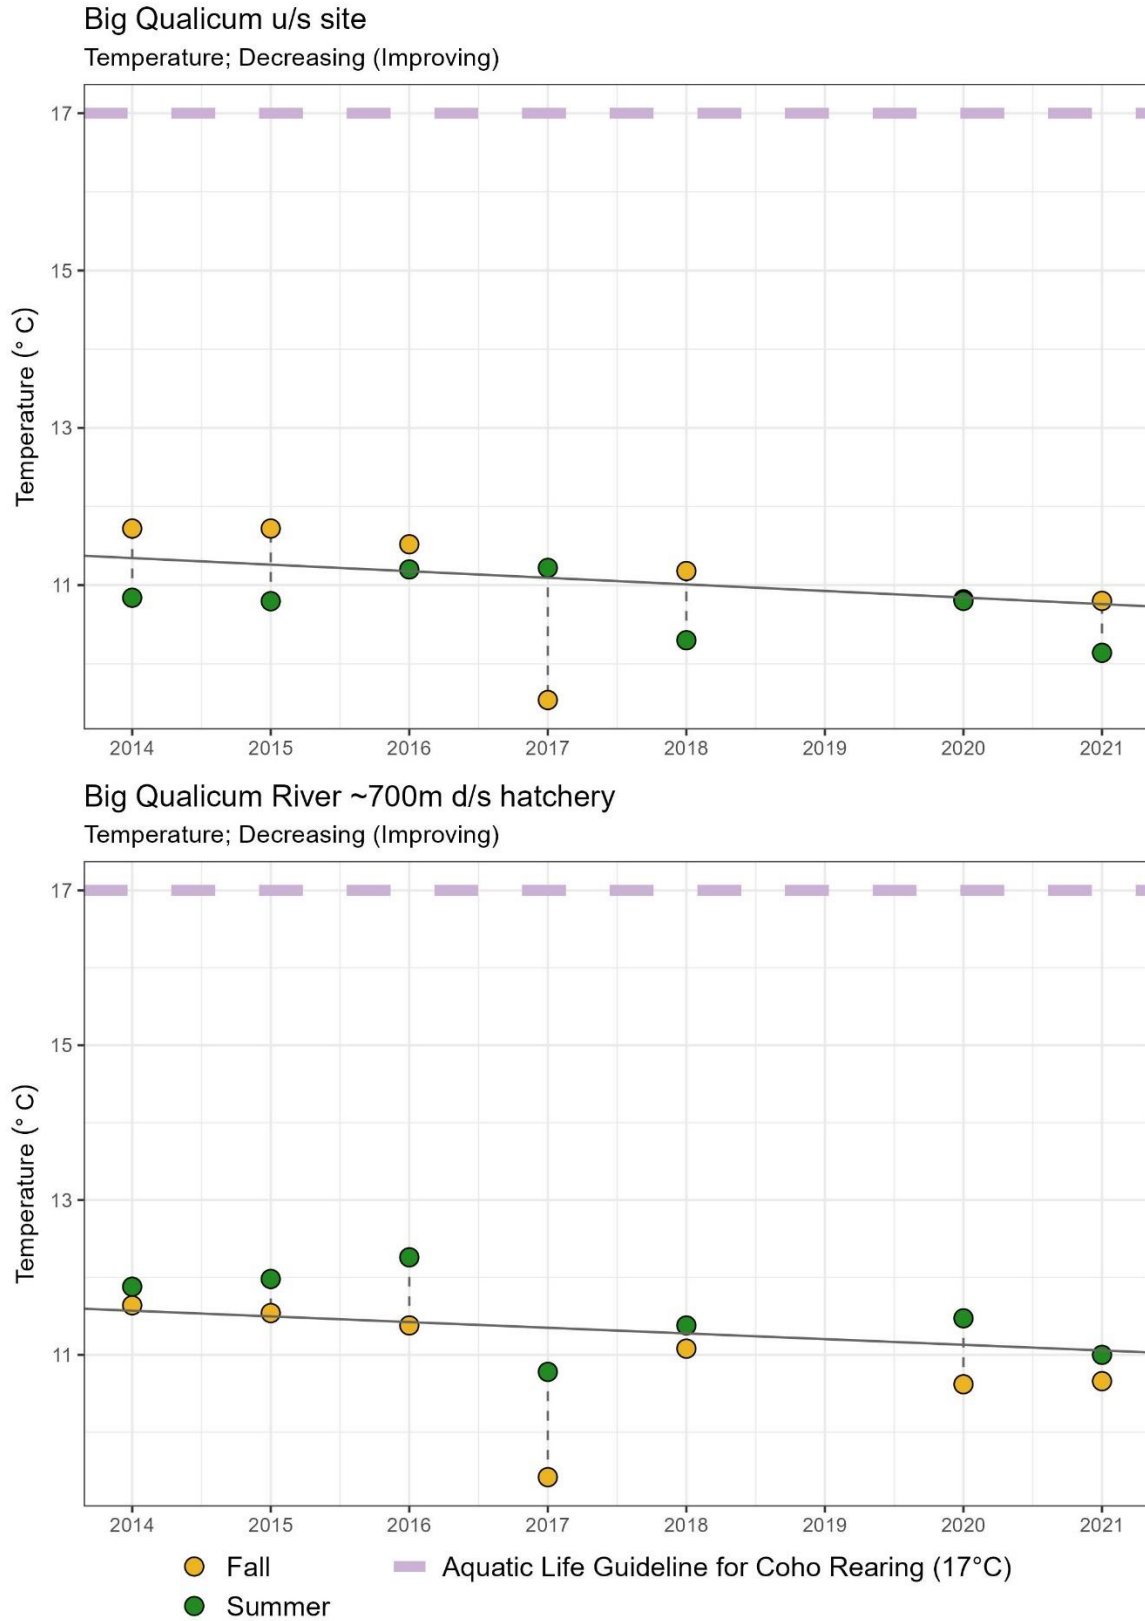 Big Qualicum u/s site
Temperature; Decreasing (Improving)
17
15
13
11
Temperature (° C)
2014 2015 2016 2017 2018 2019 2020 2021
Big Qualicum River ~700m d/s hatchery
Temperature; Decreasing (Improving)
17
15
13
11
Temperature (° C)
2014 2015 2016 2017 2018 2019 2020 2021
Fall
Aquatic Life Guideline for Coho Rearing (17°C)
Summer